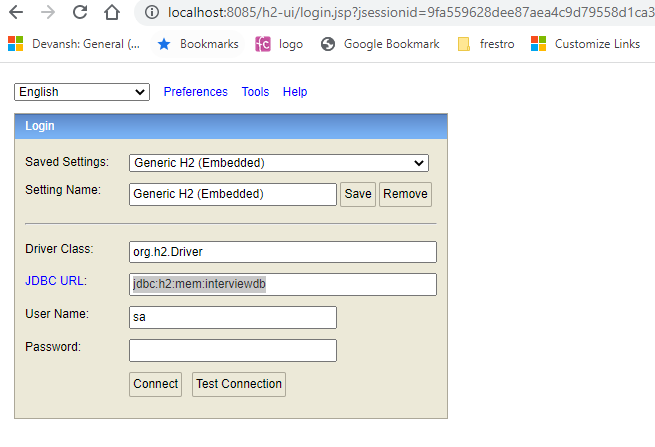 localhost:8085/h2-ui/login.jsp?jsessionid=9fa559628dee87aea4c9d79558d1ca3
Devansh: General (... Bookmarks logo Google Bookmark frestro Customize Links
English Preferences Tools Help
Login
Saved Settings: Generic H2 (Embedded)
Setting Name: Generic H2 (Embedded) Save Remove
Driver Class: org.h2.Driver
JDBC URL: jdbc:h2:mem:interviewdb
User Name: sa
Password:
Connect Test Connection